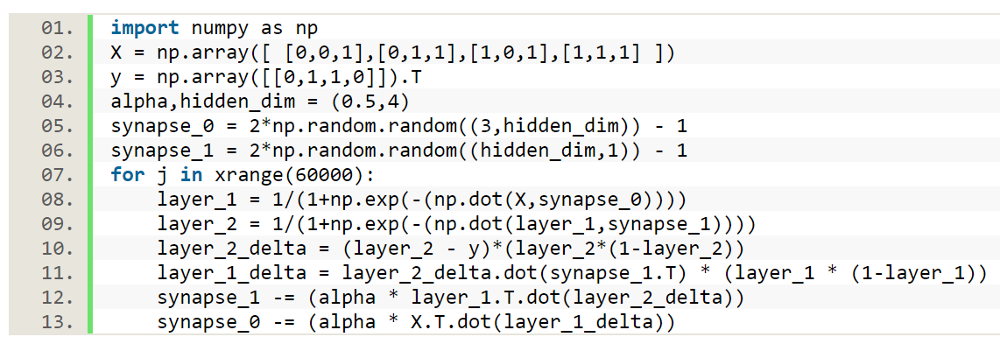 01. import numpy as np
02. X = np.array([ [0,0,1],[0,1,1],[1,0,1],[1,1,1] ])
03. y = np.array([[0,1,1,0]]).T
04. alpha,hidden_dim = (0.5,4)
05. synapse_0 = 2*np.random.random((3,hidden_dim)) - 1
06. synapse_1 = 2*np.random.random((hidden_dim,1)) - 1
07. for j in xrange(60000):
08.     layer_1 = 1/(1+np.exp(-(np.dot(X,synapse_0))))
09.     layer_2 = 1/(1+np.exp(-(np.dot(layer_1,synapse_1))))
10.     layer_2_delta = (layer_2 - y)*(layer_2*(1-layer_2))
11.     layer_1_delta = layer_2_delta.dot(synapse_1.T) * (layer_1 * (1-layer_1))
12.     synapse_1 -= (alpha * layer_1.T.dot(layer_2_delta))
13.     synapse_0 -= (alpha * X.T.dot(layer_1_delta))